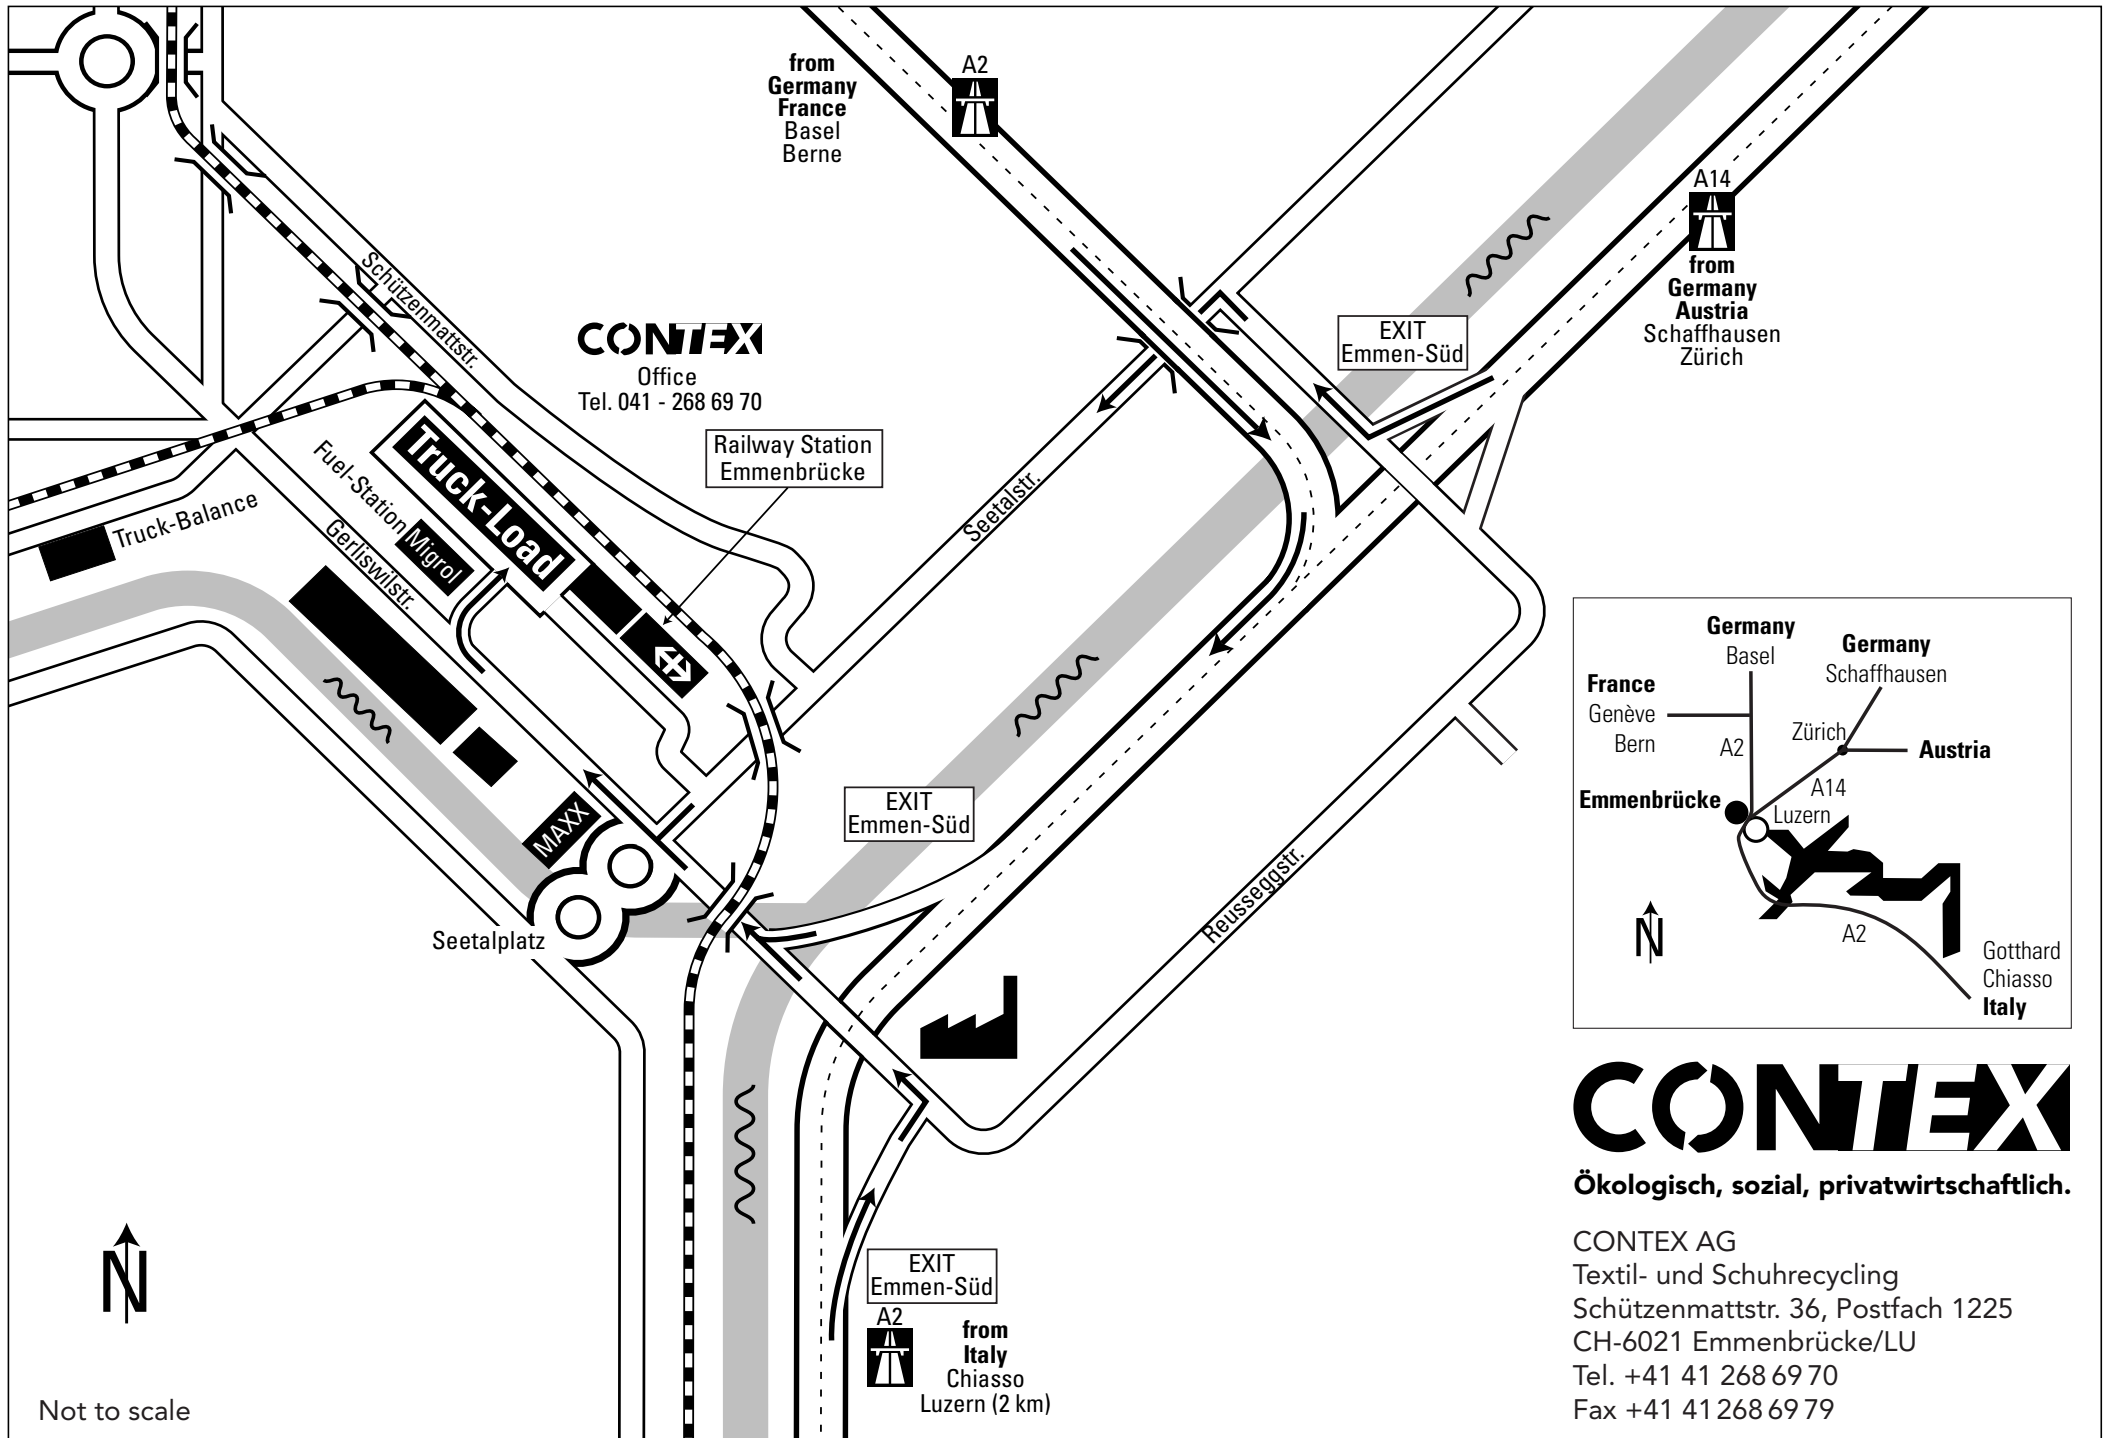 from
Germany
France
Basel
Berne
A2
A14
from
Germany
Austria
Schaffhausen
Zürich
EXIT
Emmen-Süd
Schützenmattstr.
CONTEX
Office
Tel. 041 - 268 69 70
Railway Station
Emmenbrücke
Seetalstr.
Truck-Load
Fuel-Station
Migrol
Gerliswilstr.
Truck-Balance
MAXX
Seetalplatz
EXIT
Emmen-Süd
Reusseggstr.
EXIT
Emmen-Süd
A2
from
Italy
Chiasso
Luzern (2 km)
N
Not to scale
Germany
Basel
Germany
Schaffhausen
France
Genève
Bern
A2
Zürich
Austria
A14
Emmenbrücke
Luzern
N
A2
Gotthard
Chiasso
Italy
CONTEX
Ökologisch, sozial, privatwirtschaftlich.
CONTEX AG
Textil- und Schuhrecycling
Schützenmattstr. 36, Postfach 1225
CH-6021 Emmenbrücke/LU
Tel. +41 41 268 69 70
Fax +41 41 268 69 79